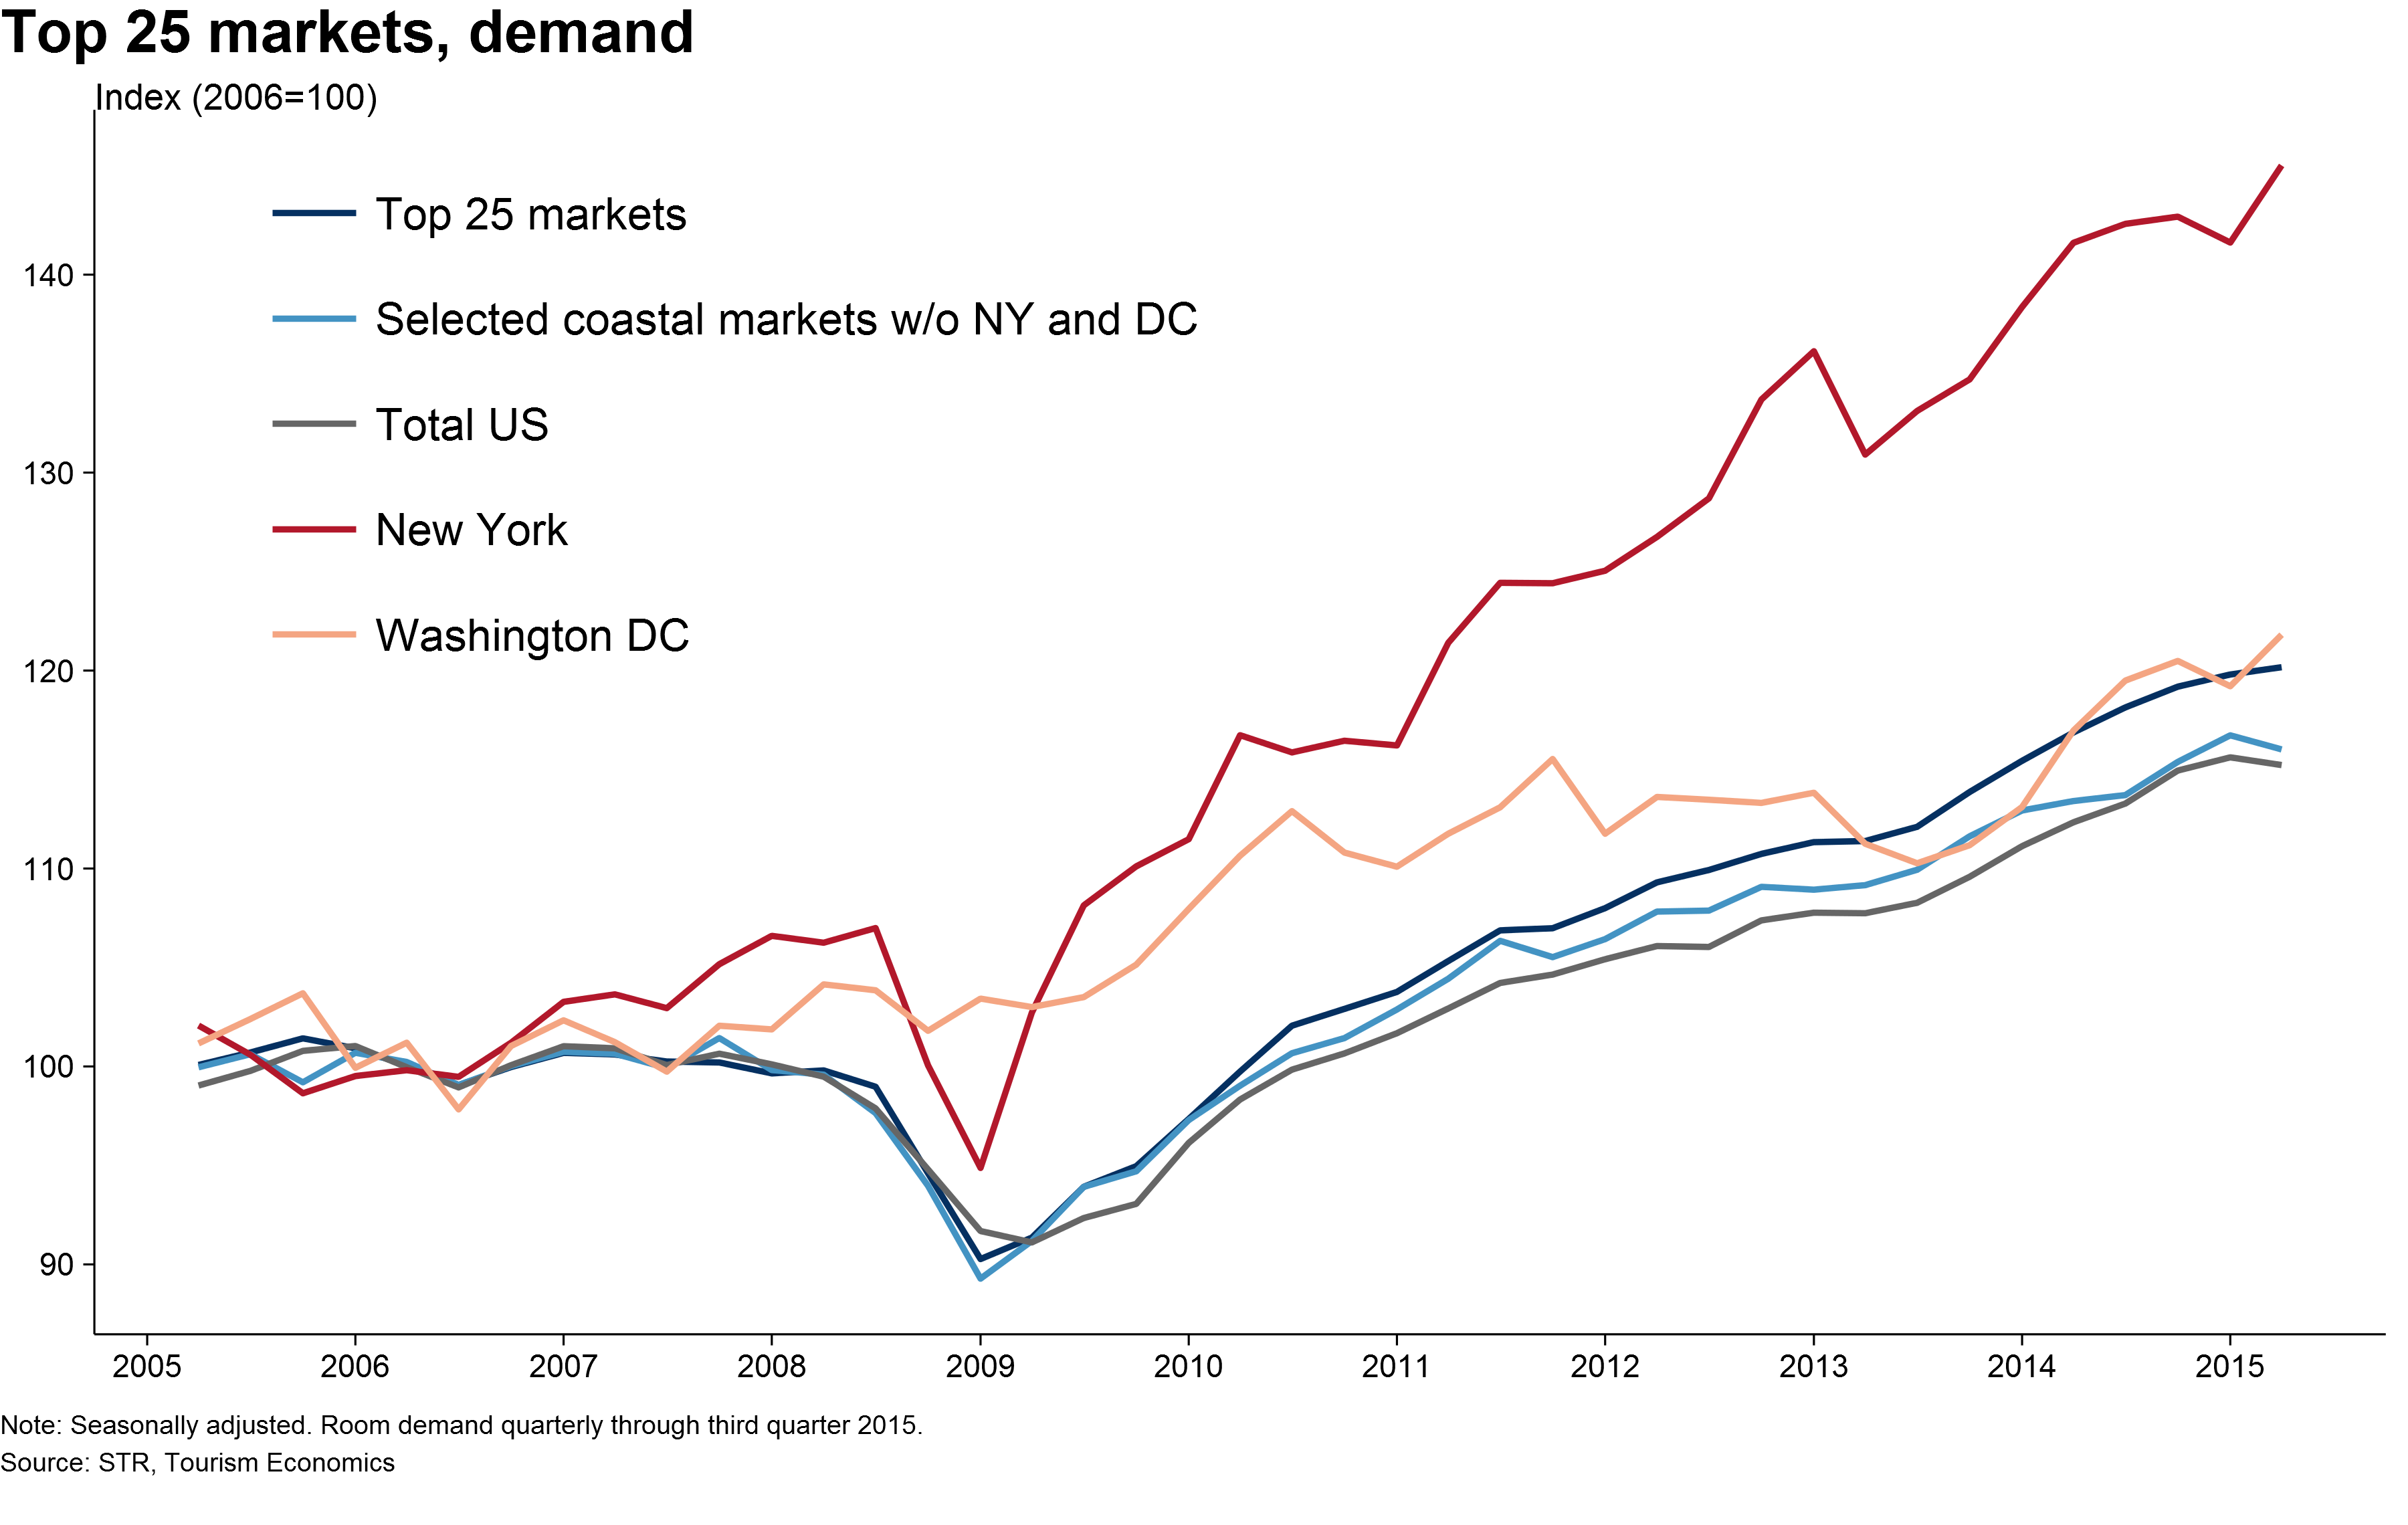 Top 25 markets, demand
Index (2006=100)
Top 25 markets
Selected coastal markets w/o NY and DC
Total US
New York
Washington DC
140
130
120
110
100
90
2005 2006 2007 2008 2009 2010 2011 2012 2013 2014 2015
Note: Seasonally adjusted. Room demand quarterly through third quarter 2015.
Source: STR, Tourism Economics